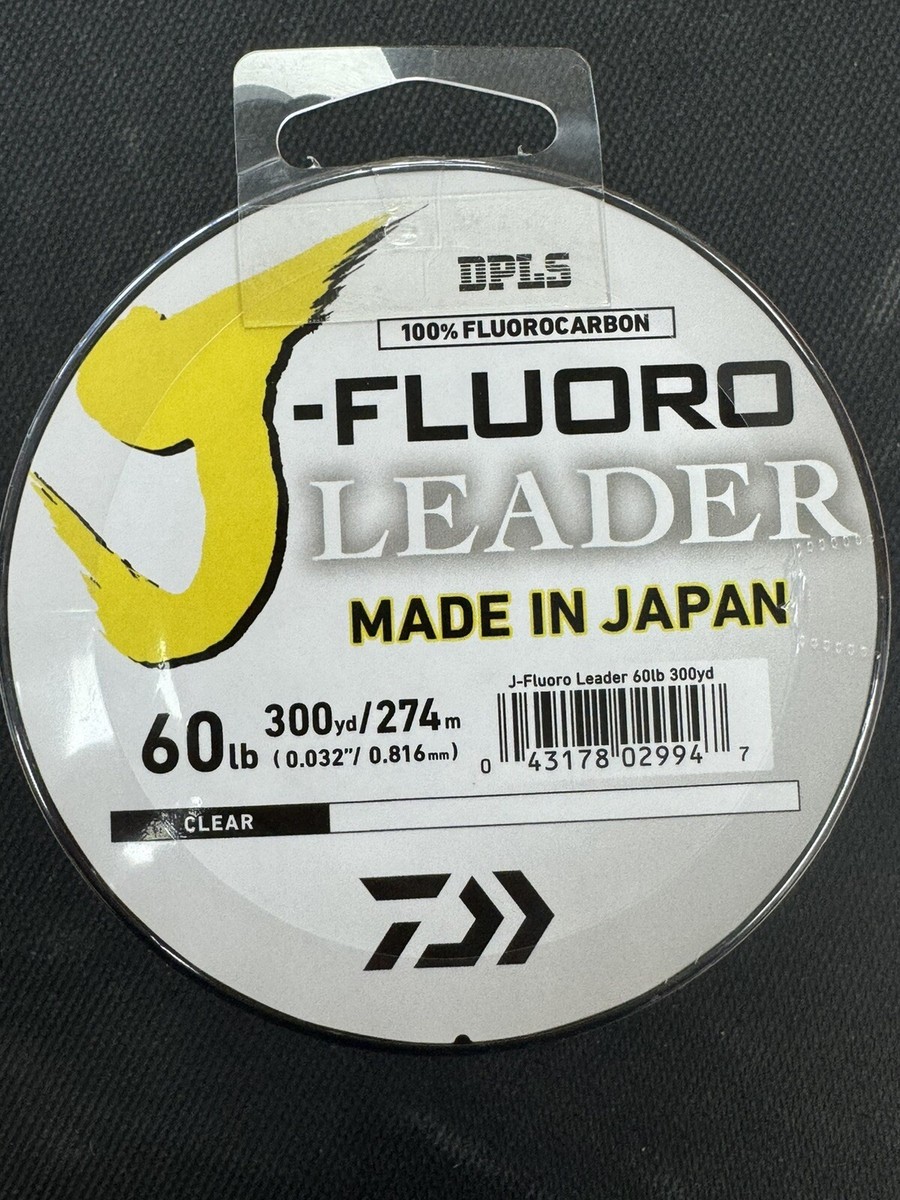 DPLS
100% FLUOROCARBON
J-FLUORO
LEADER
MADE IN JAPAN
J-Fluoro Leader 60lb 300yd
60lb 300yd/274m
(0.032"/0.816mm)
0 43178 02994 7
CLEAR